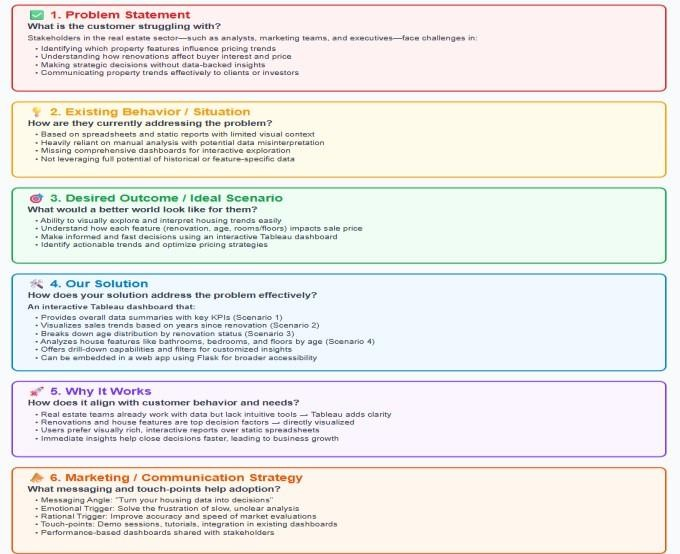 1. Problem Statement
What is the customer struggling with?
Stakeholders in the real estate sector—such as analysts, marketing teams, and executives—face challenges in:
• Identifying which property features influence pricing trends
• Understanding how renovations affect buyer interest and price
• Making strategic decisions without data-backed insights
• Communicating property trends effectively to clients or investors
2. Existing Behavior / Situation
How are they currently addressing the problem?
• Based on spreadsheets and static reports with limited visual context
• Heavily reliant on manual analysis with potential data misinterpretation
• Missing comprehensive dashboards for interactive exploration
• Not leveraging full potential of historical or feature-specific data
3. Desired Outcome / Ideal Scenario
What would a better world look like for them?
• Ability to visually explore and interpret housing trends easily
• Understand how each feature (renovation, age, rooms/floors) impacts sale price
• Make informed and fast decisions using an interactive Tableau dashboard
• Identify actionable trends and optimize pricing strategies
4. Our Solution
How does your solution address the problem effectively?
An interactive Tableau dashboard that:
• Provides overall data summaries with key KPIs (Scenario 1)
• Visualizes sales trends based on years since renovation (Scenario 2)
• Breaks down age distribution by renovation status (Scenario 3)
• Analyzes house features like bathrooms, bedrooms, and floors by age (Scenario 4)
• Offers drill-down capabilities and filters for customized insights
• Can be embedded in a web app using Flask for broader accessibility
5. Why It Works
How does it align with customer behavior and needs?
• Real estate teams already work with data but lack intuitive tools → Tableau adds clarity
• Renovations and house features are top decision factors → directly visualized
• Users prefer visually rich, interactive reports over static spreadsheets
• Immediate insights help close decisions faster, leading to business growth
6. Marketing / Communication Strategy
What messaging and touch-points help adoption?
• Messaging Angle: "Turn your housing data into decisions"
• Emotional Trigger: Solve the frustration of slow, unclear analysis
• Rational Trigger: Improve accuracy and speed of market evaluations
• Touch-points: Demo sessions, tutorials, integration in existing dashboards
• Performance-based dashboards shared with stakeholders